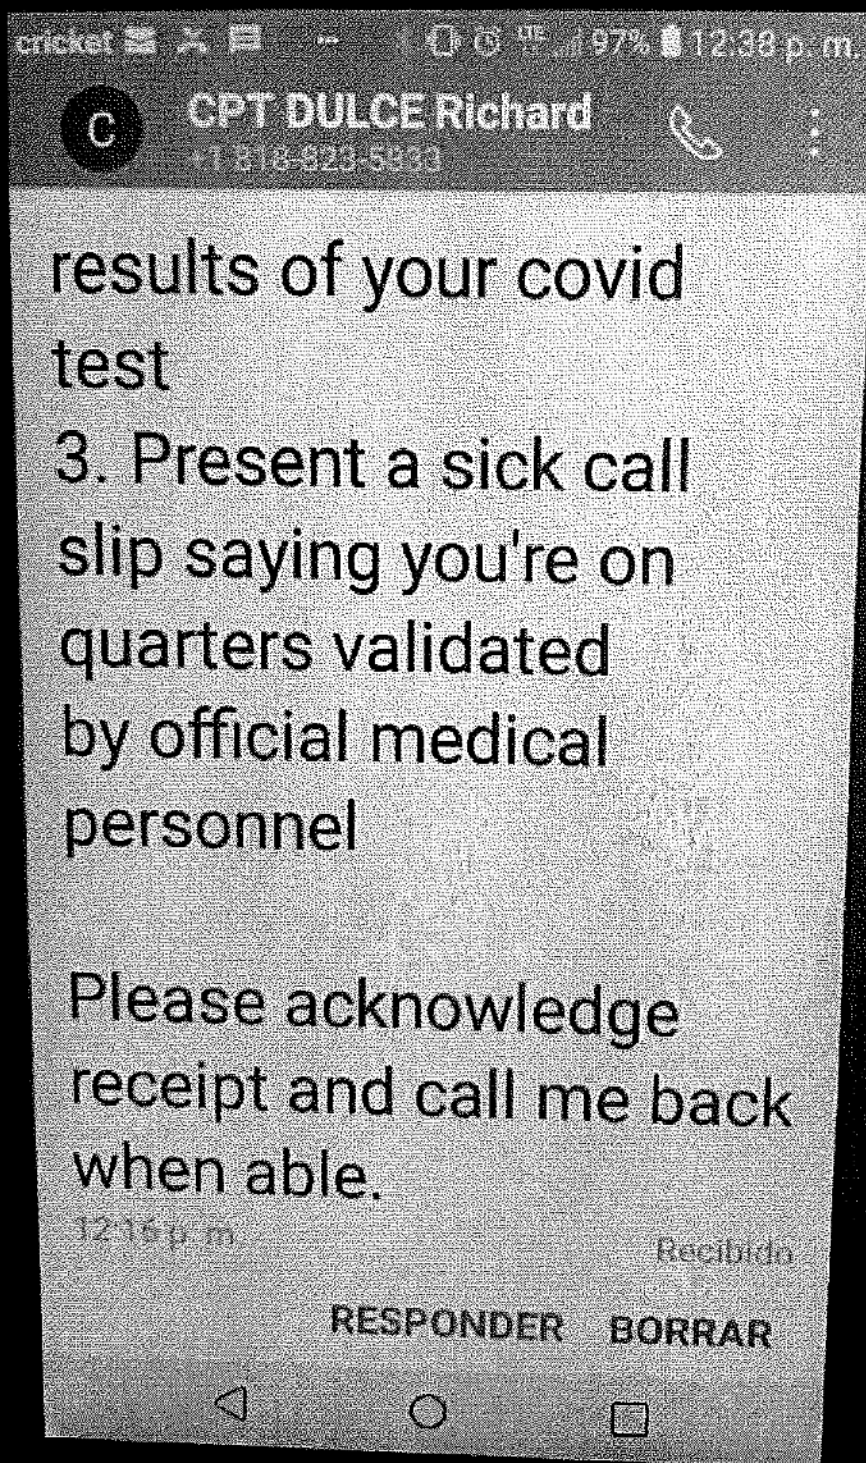 cricket 97% 12:38 p. m.
C
CPT DULCE Richard
+1 818-823-5933
results of your covid
test
3. Present a sick call
slip saying you're on
quarters validated
by official medical
personnel
Please acknowledge
receipt and call me back
when able.
12:16 p. m.
Recibido
RESPONDER BORRAR